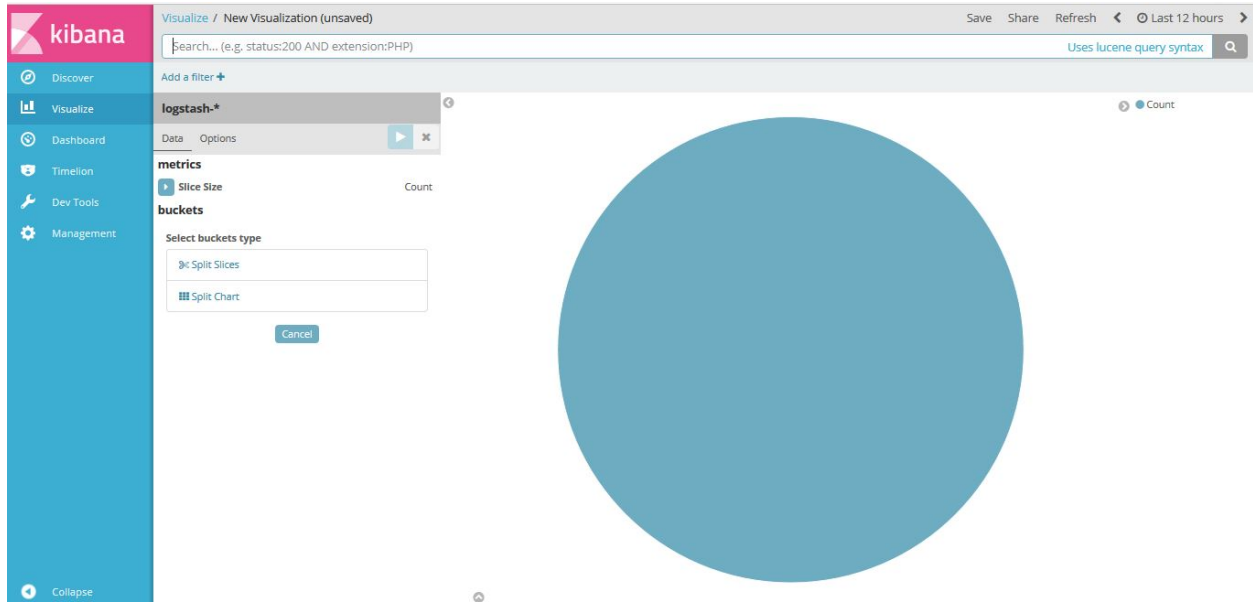 kibana
Discover
Visualize
Dashboard
Timelion
Dev Tools
Management
Collapse
Visualize / New Visualization (unsaved)
Save Share Refresh Last 12 hours
Search... (e.g. status:200 AND extension:PHP) Uses lucene query syntax
Add a filter
logstash-*
Data Options
metrics
Slice Size Count
buckets
Select buckets type
Split Slices
Split Chart
Cancel
Count